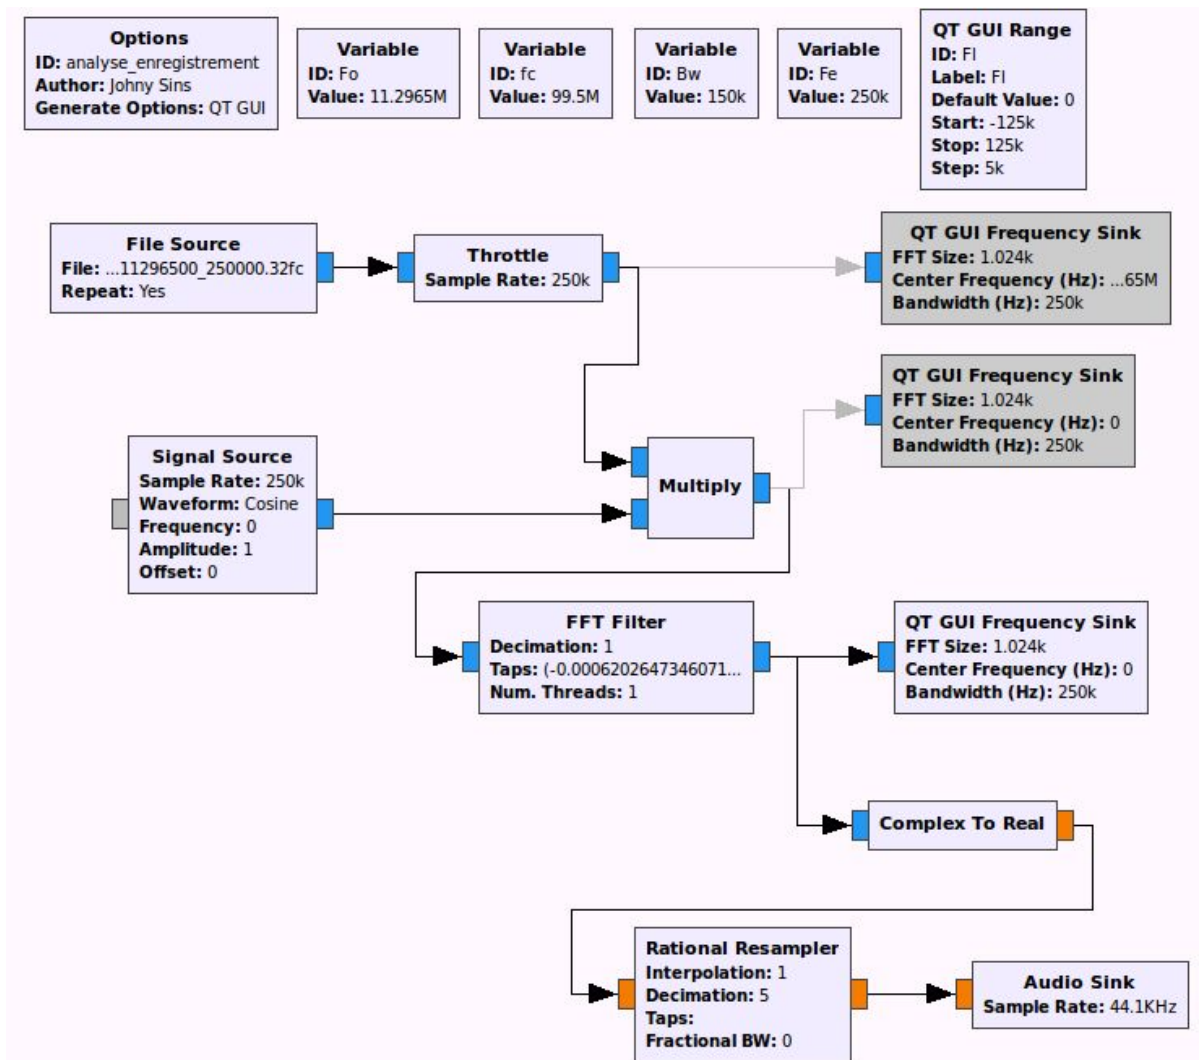 Options
ID: analyse_enregistrement
Author: Johny Sins
Generate Options: QT GUI
Variable
ID: Fo
Value: 11.2965M
Variable
ID: fc
Value: 99.5M
Variable
ID: Bw
Value: 150k
Variable
ID: Fe
Value: 250k
QT GUI Range
ID: Fl
Label: Fl
Default Value: 0
Start: -125k
Stop: 125k
Step: 5k
File Source
File: ...11296500_250000.32fc
Repeat: Yes
Throttle
Sample Rate: 250k
QT GUI Frequency Sink
FFT Size: 1.024k
Center Frequency (Hz): ...65M
Bandwidth (Hz): 250k
QT GUI Frequency Sink
FFT Size: 1.024k
Center Frequency (Hz): 0
Bandwidth (Hz): 250k
Signal Source
Sample Rate: 250k
Waveform: Cosine
Frequency: 0
Amplitude: 1
Offset: 0
Multiply
FFT Filter
Decimation: 1
Taps: (-0.0006202647346071...
Num. Threads: 1
QT GUI Frequency Sink
FFT Size: 1.024k
Center Frequency (Hz): 0
Bandwidth (Hz): 250k
Complex To Real
Rational Resampler
Interpolation: 1
Decimation: 5
Taps:
Fractional BW: 0
Audio Sink
Sample Rate: 44.1KHz